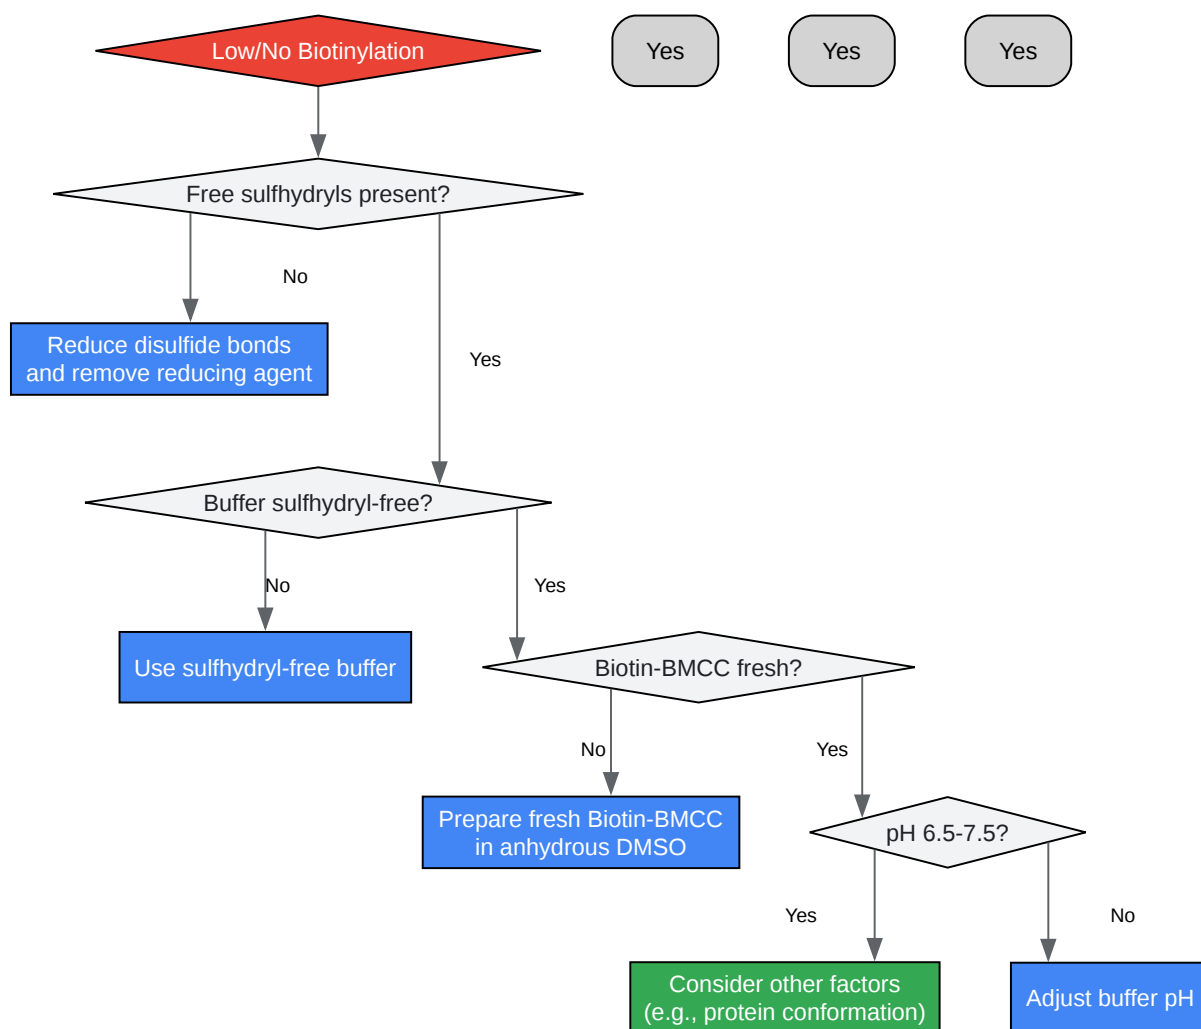 Low/No Biotinylation
Yes
Yes
Yes
Free sulfhydryls present?
No
Reduce disulfide bonds
and remove reducing agent
Yes
Buffer sulfhydryl-free?
No
Yes
Use sulfhydryl-free buffer
Biotin-BMCC fresh?
No
Yes
Prepare fresh Biotin-BMCC
in anhydrous DMSO
pH 6.5-7.5?
Yes
No
Consider other factors
(e.g., protein conformation)
Adjust buffer pH